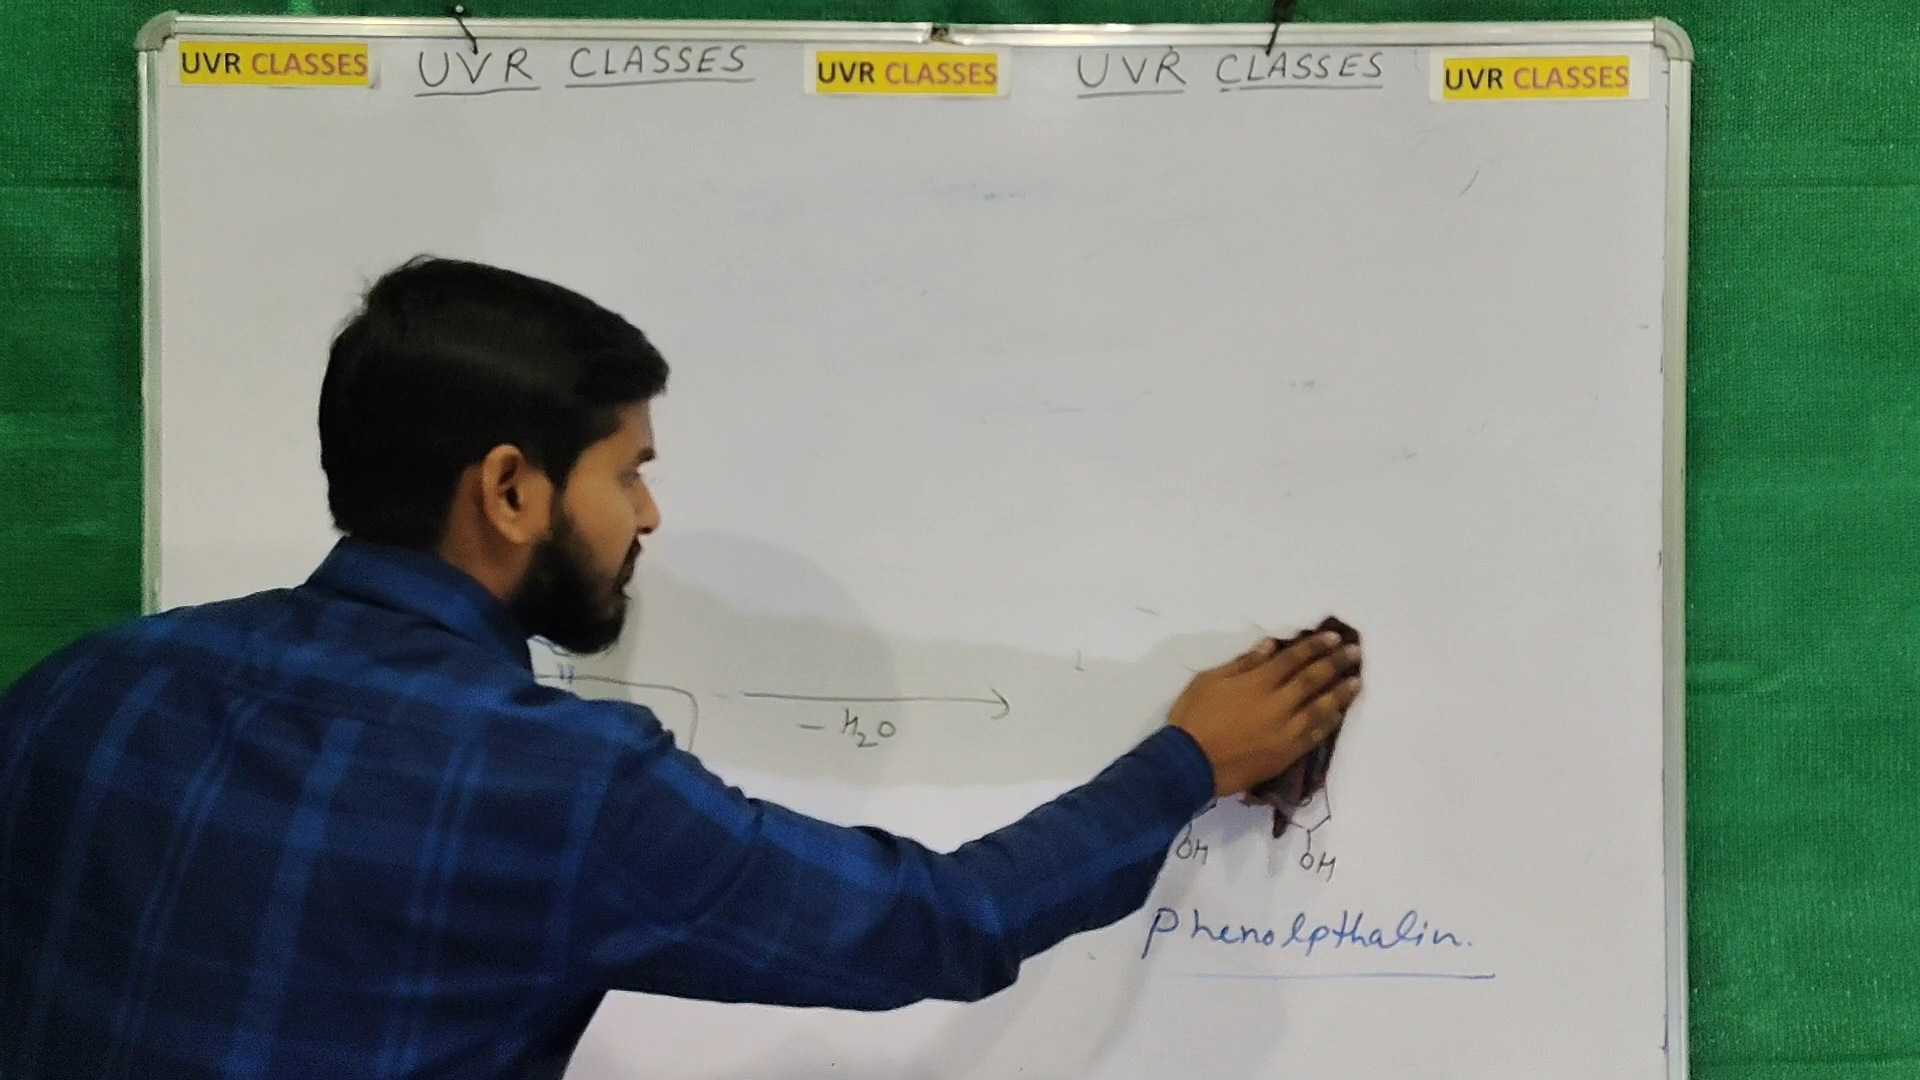 UVR CLASSES UVR CLASSES UVR CLASSES UVR CLASSES UVR CLASSES
- H₂O
OH OH
Phenolpthalin.